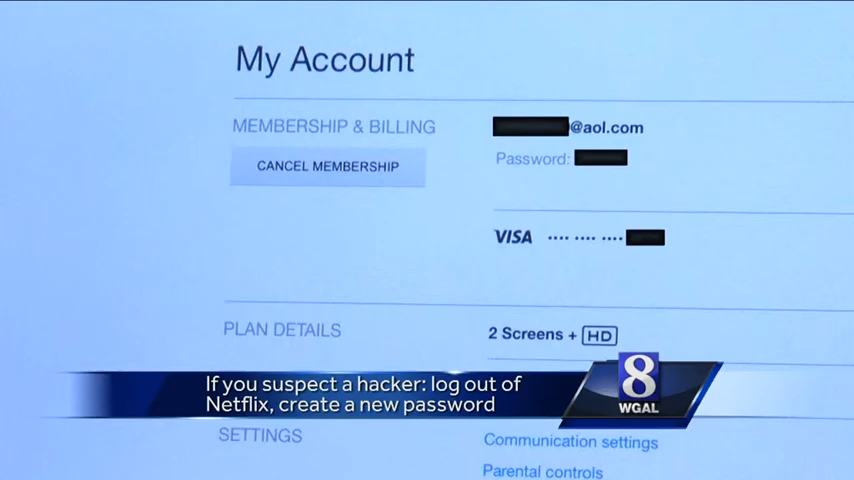 My Account
MEMBERSHIP & BILLING
@aol.com
CANCEL MEMBERSHIP
Password:
VISA •••• •••• ••••
PLAN DETAILS
2 Screens + HD
If you suspect a hacker: log out of
Netflix, create a new password
8
WGAL
SETTINGS
Communication settings
Parental controls